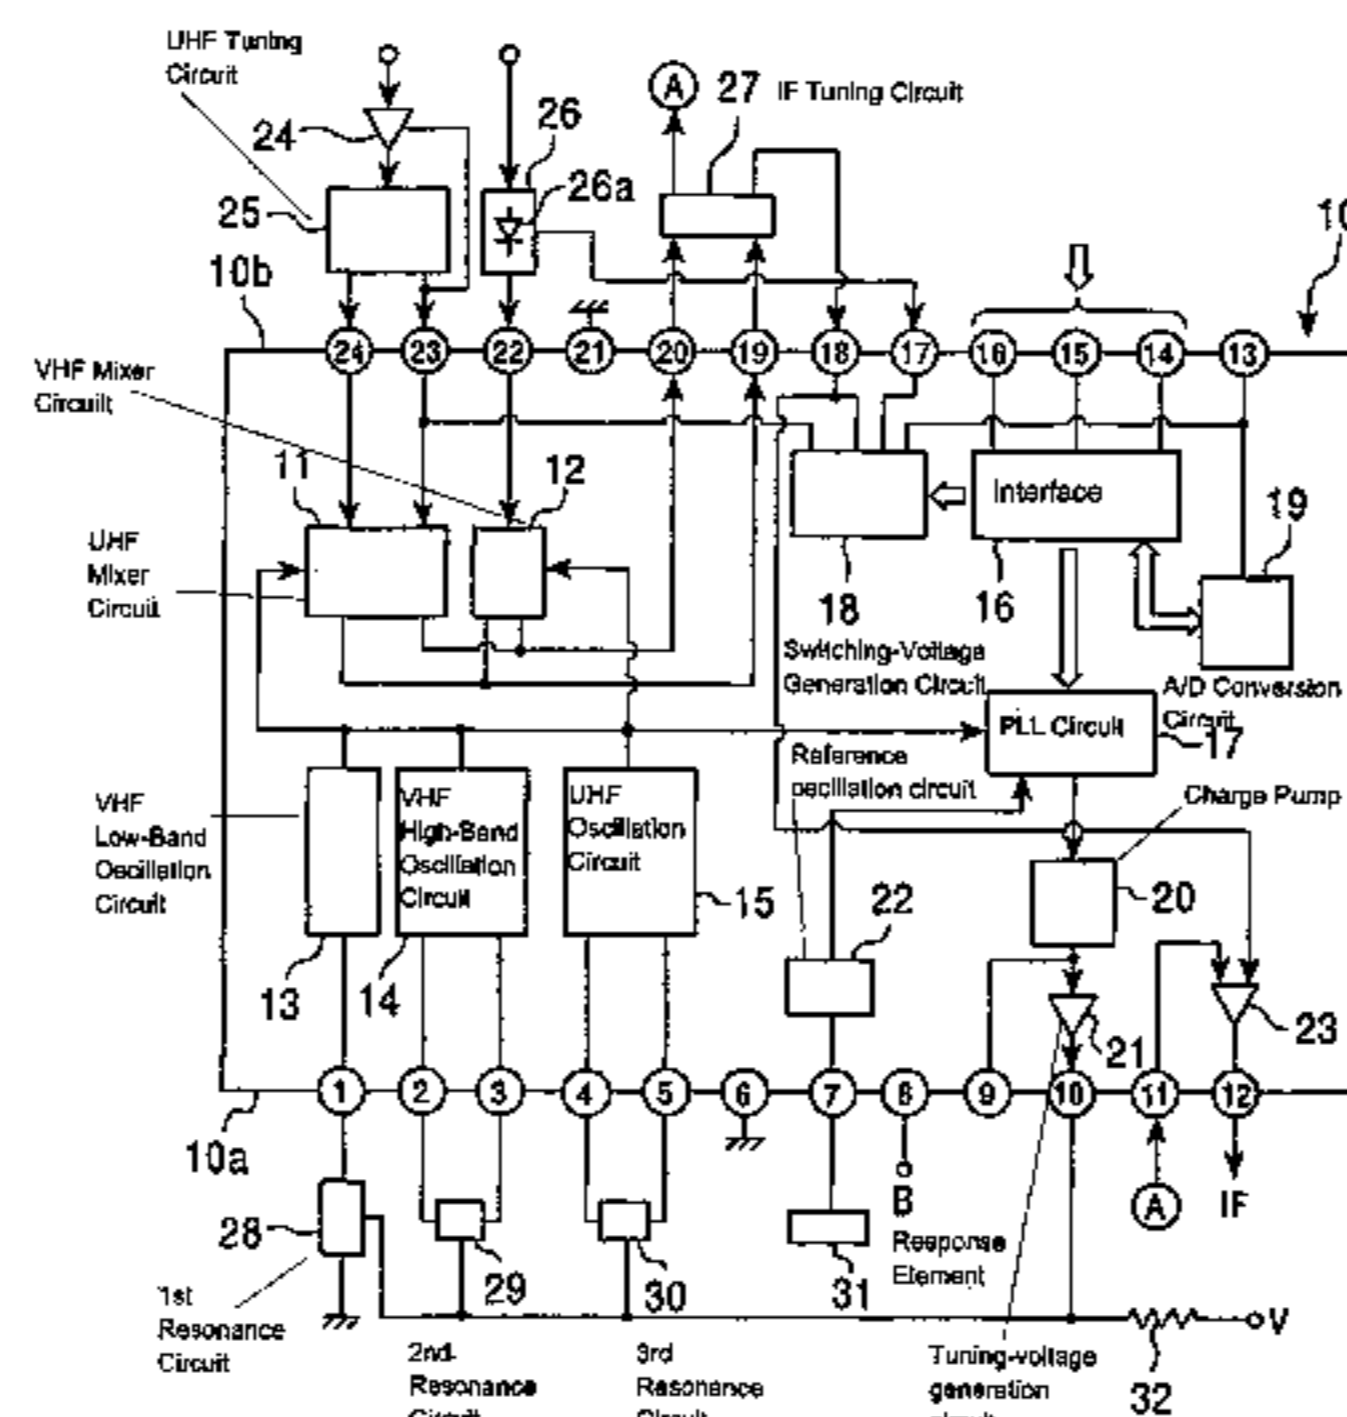 UHF Tuning
Circuit
24
25
10b
26
26a
A
27
IF Tuning Circuit
10
24
23
22
21
20
19
18
17
16
15
14
13
VHF Mixer
Circuilt
11
12
UHF
Mixer
Circuit
Interface
18
16
19
Switching-Voltage
Generation Circuit
A/D Conversion
Circuit
PLL Circuit
17
Reference
oscillation circuit
Charge Pump
VHF
Low-Band
Oscillation
Circuit
VHF
High-Band
Oscillation
Circuit
UHF
Oscillation
Circuit
13
14
15
22
20
21
23
1
2
3
4
5
6
7
8
9
10
11
12
10a
28
29
30
31
B
Response
Element
A
IF
V
32
1st
Resonance
Circuit
2nd
Resonance
Circuit
3rd
Resonance
Circuit
Tuning-voltage
generation